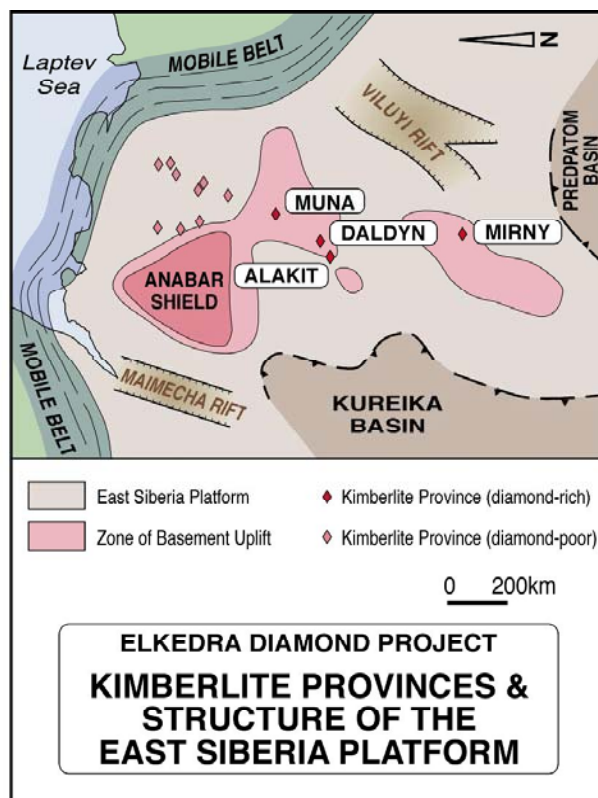 Laptev
Sea
MOBILE BELT
N
VILUYI RIFT
PREDPATOM
BASIN
MUNA
DALDYN
MIRNY
ALAKIT
ANABAR
SHIELD
MOBILE BELT
MAIMECHA RIFT
KUREIKA
BASIN
East Siberia Platform
Kimberlite Province (diamond-rich)
Zone of Basement Uplift
Kimberlite Province (diamond-poor)
0 200km
ELKEDRA DIAMOND PROJECT
KIMBERLITE PROVINCES &
STRUCTURE OF THE
EAST SIBERIA PLATFORM